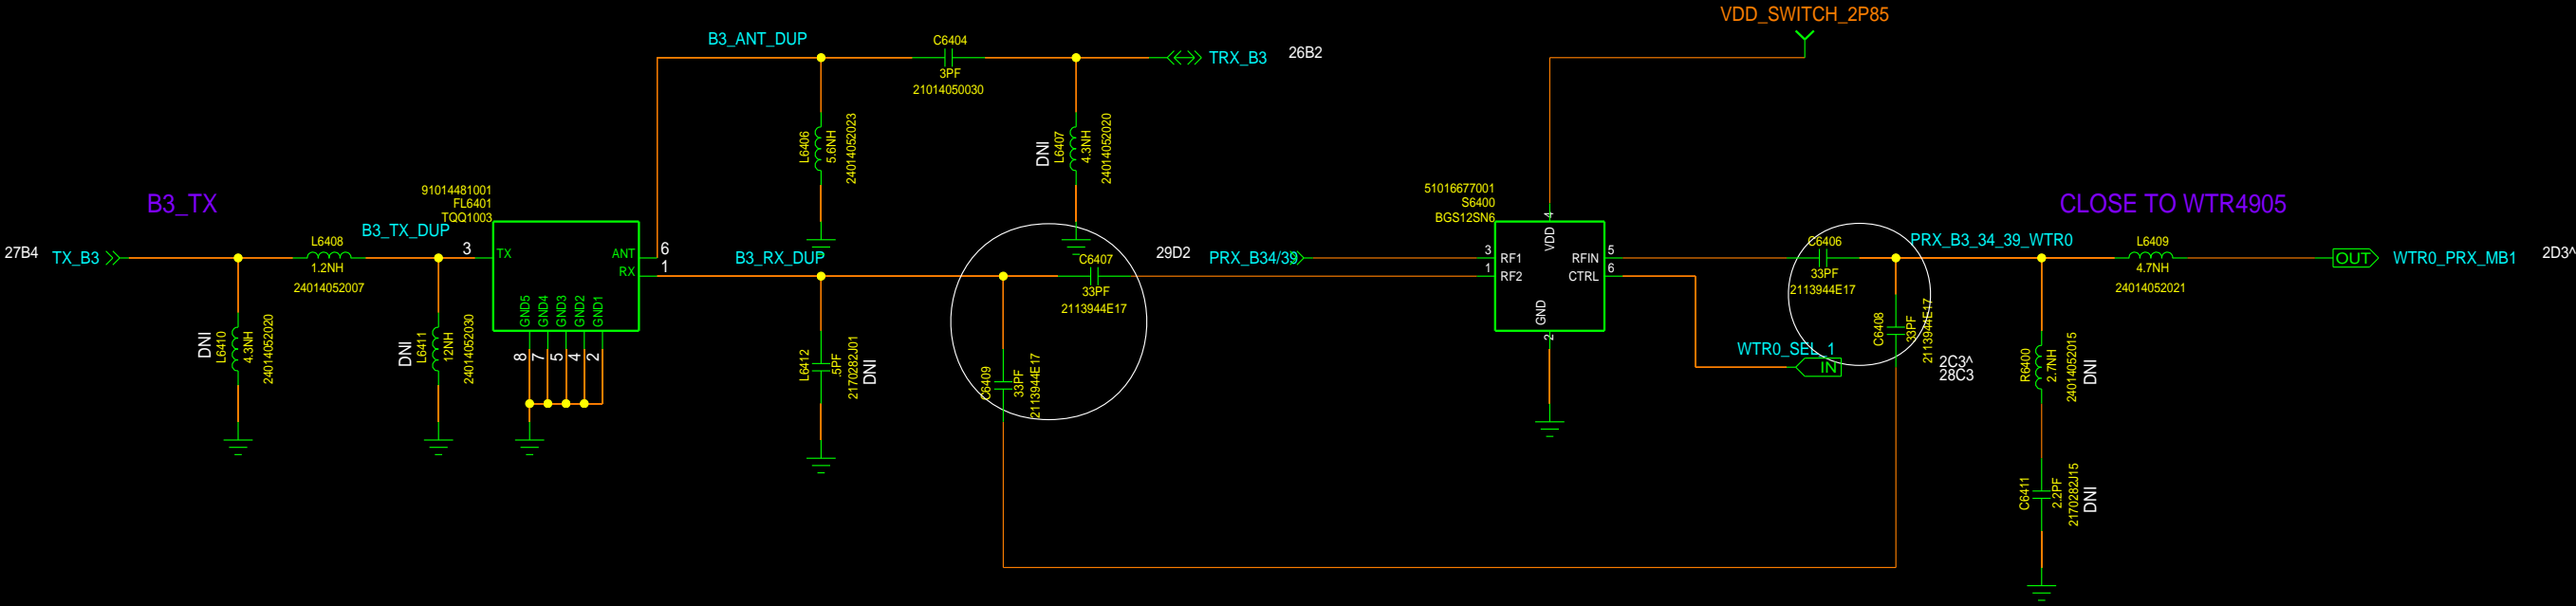 VDD_SWITCH_2P85
B3_ANT_DUP
C6404
3PF
21014050030
TRX_B3
26B2
L6406
5.6NH
24014052023
DNI
L6407
4.3NH
24014052020
B3_TX
91014481001
FL6401
TQQ1003
27B4
TX_B3
L6408
1.2NH
24014052007
B3_TX_DUP
3
TX
ANT
RX
6
1
GND5
GND4
GND3
GND2
GND1
8
7
5
4
2
DNI
L6410
4.3NH
24014052020
DNI
L6411
12NH
24014052030
B3_RX_DUP
L6412
.5PF
2170282J01
DNI
C6407
33PF
2113944E17
C6409
33PF
2113944E17
29D2
PRX_B34/39
51016677001
S6400
BGS12SN6
4
VDD
3
RF1
1
RF2
RFIN
5
CTRL
6
GND
2
WTR0_SEL_1
IN
2C3^
28C3
C6406
33PF
2113944E17
C6408
33PF
2113944E17
PRX_B3_34_39_WTR0
CLOSE TO WTR4905
L6409
4.7NH
24014052021
OUT
WTR0_PRX_MB1
2D3^
R6400
2.7NH
24014052015
DNI
C6411
2.2PF
2170282J15
DNI